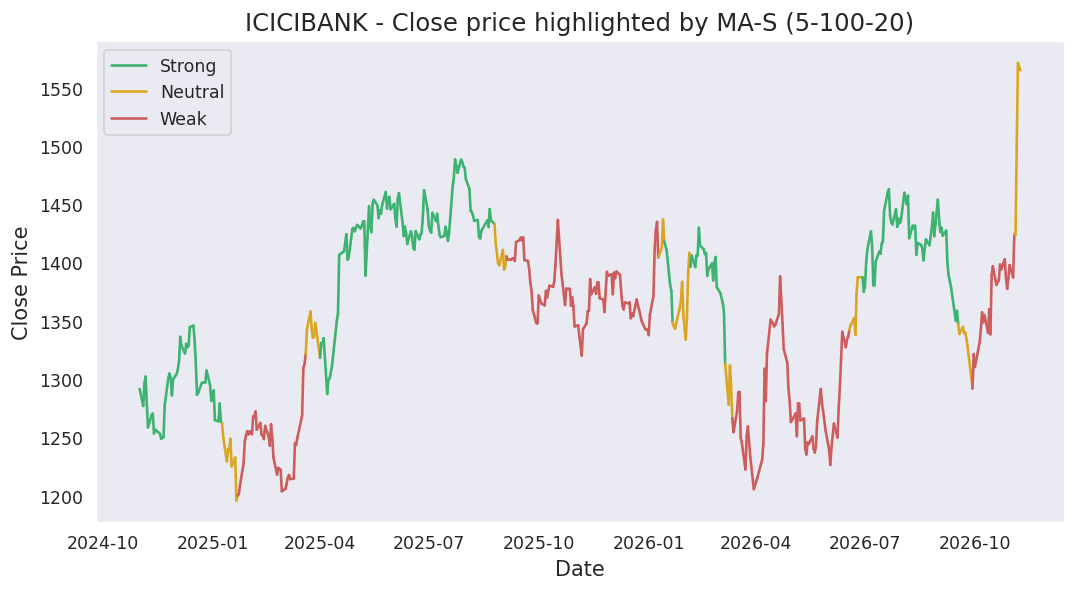 ICICIBANK - Close price highlighted by MA-S (5-100-20)
Strong
Neutral
Weak
1550
1500
1450
1400
1350
1300
1250
1200
Close Price
2024-10 2025-01 2025-04 2025-07 2025-10 2026-01 2026-04 2026-07 2026-10
Date